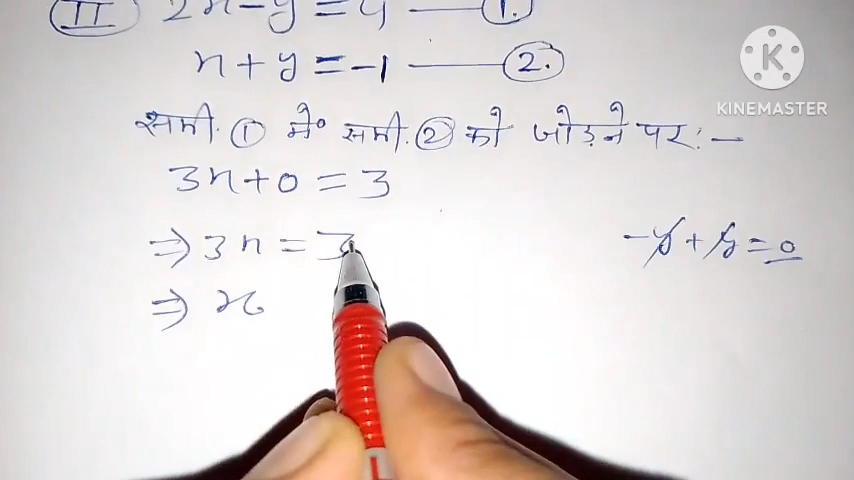 II 2x - y = 4 —— 1.
x + y = -1 —— 2.
समी. 1 में समी. 2 को जोड़ने पर : -
3x + 0 = 3
⇒ 3x = 3
-y + y = 0
⇒ x
K
KINEMASTER